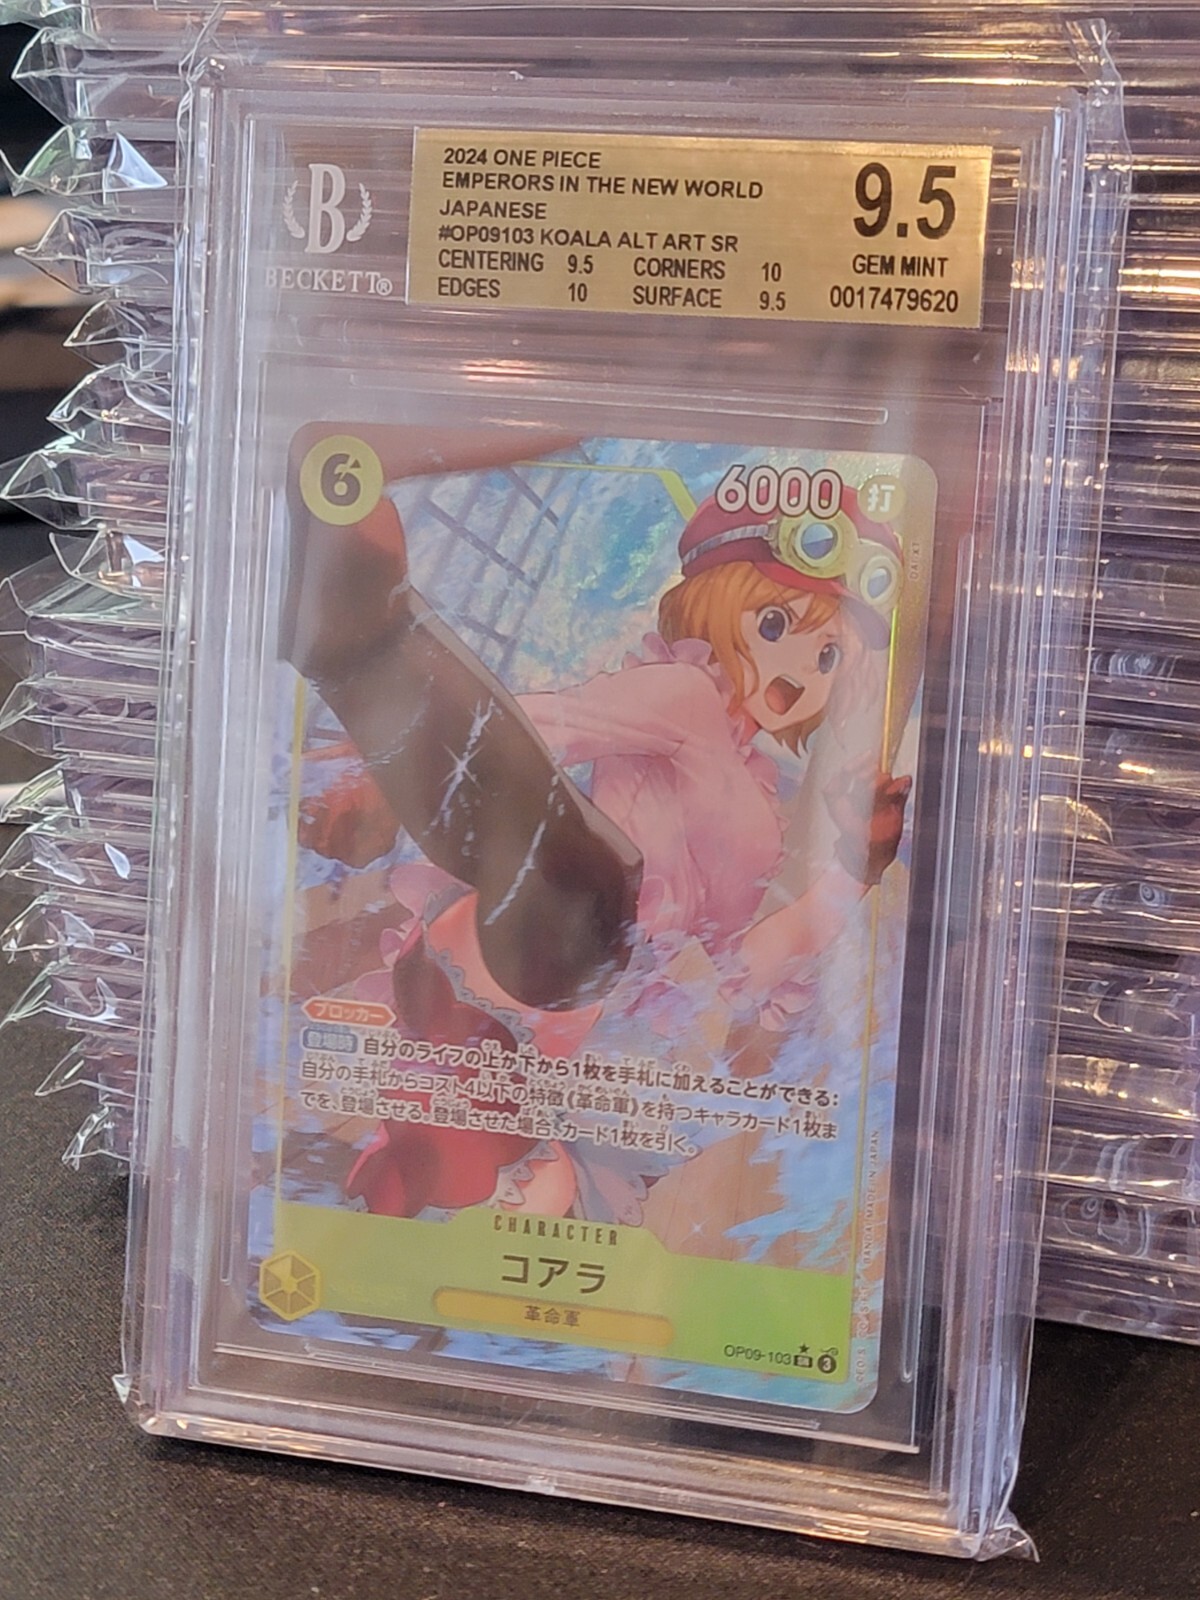 B
BECKETT®
2024 ONE PIECE
EMPERORS IN THE NEW WORLD
JAPANESE
#OP09103 KOALA ALT ART SR
CENTERING 9.5 CORNERS 10
EDGES 10 SURFACE 9.5
9.5
GEM MINT
0017479620
6
6000 打
ブロッカー
登場時 自分のライフの上か下から1枚を手札に加えることができる:
自分の手札からコスト4以下の特徴《革命軍》を持つキャラカード1枚ま
でを、登場させる。登場させた場合、カード1枚を引く。
CHARACTER
コアラ
革命軍
OP09-103 SR 3
BANDAI MADE IN JAPAN